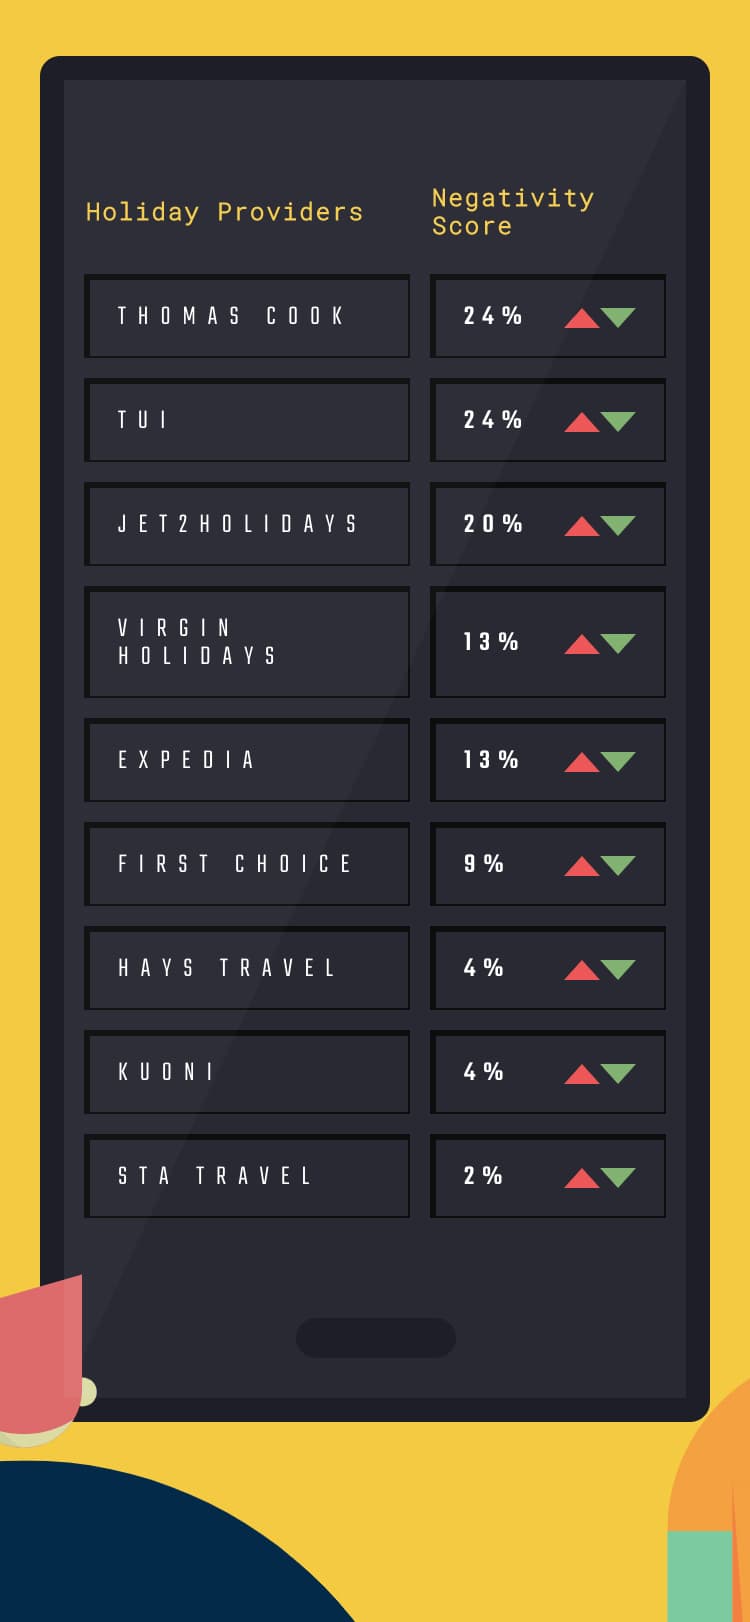 Holiday Providers
Negativity
Score
THOMAS COOK
24%
TUI
24%
JET2HOLIDAYS
20%
VIRGIN
HOLIDAYS
13%
EXPEDIA
13%
FIRST CHOICE
9%
HAYS TRAVEL
4%
KUONI
4%
STA TRAVEL
2%